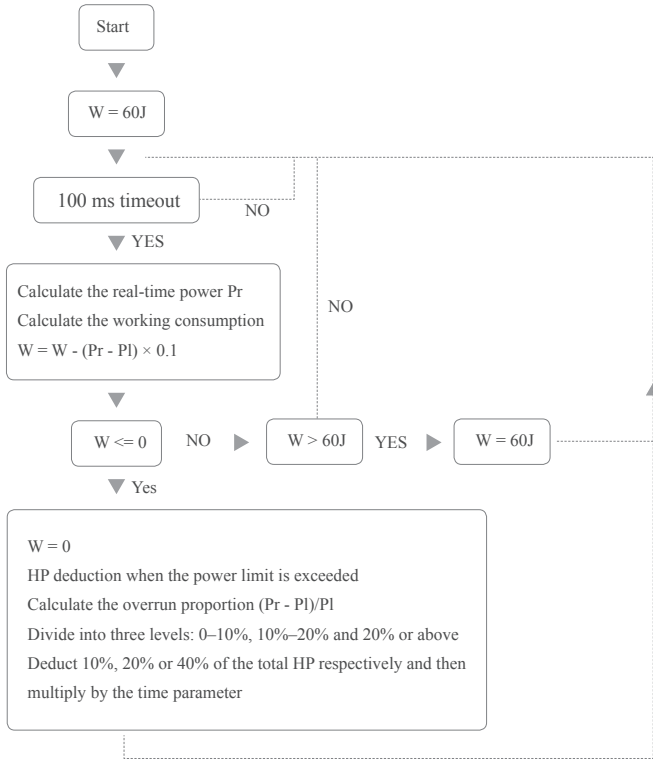 Start
W = 60J
100 ms timeout
NO
YES
Calculate the real-time power Pr
Calculate the working consumption
W = W - (Pr - Pl) × 0.1
NO
W <= 0
NO
W > 60J
YES
W = 60J
Yes
W = 0
HP deduction when the power limit is exceeded
Calculate the overrun proportion (Pr - Pl)/Pl
Divide into three levels: 0–10%, 10%–20% and 20% or above
Deduct 10%, 20% or 40% of the total HP respectively and then
multiply by the time parameter